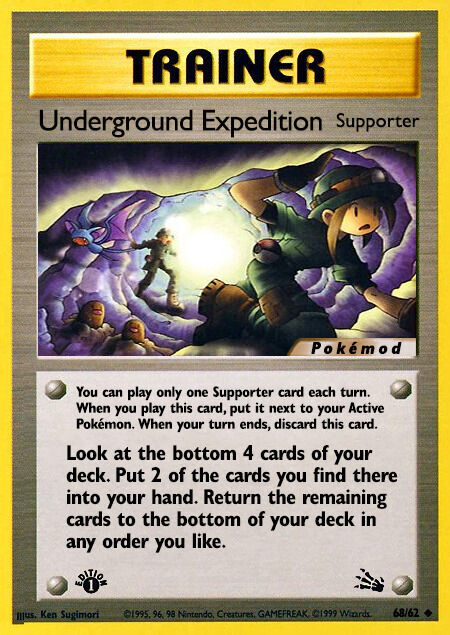 TRAINER
Underground Expedition Supporter
Pokémod
You can play only one Supporter card each turn.
When you play this card, put it next to your Active
Pokémon. When your turn ends, discard this card.
Look at the bottom 4 cards of your
deck. Put 2 of the cards you find there
into your hand. Return the remaining
cards to the bottom of your deck in
any order you like.
EDITION
1
Illus. Ken Sugimori ©1995, 96, 98 Nintendo, Creatures, GAMEFREAK. ©1999 Wizards. 68/62